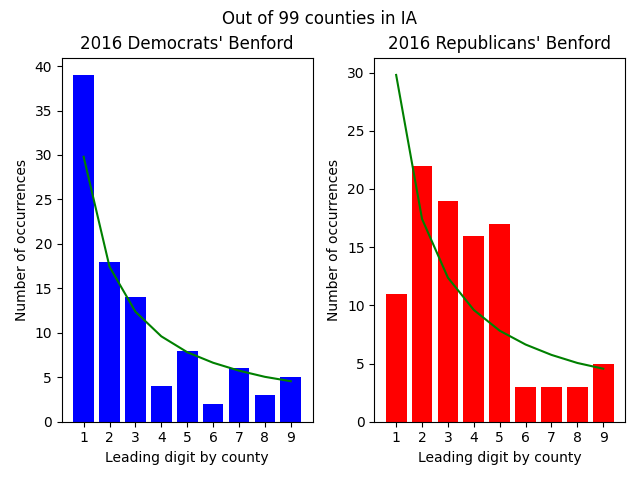 Out of 99 counties in IA
2016 Democrats' Benford
40
35
30
25
20
15
10
5
0
Number of occurrences
1 2 3 4 5 6 7 8 9
Leading digit by county
2016 Republicans' Benford
30
25
20
15
10
5
0
Number of occurrences
1 2 3 4 5 6 7 8 9
Leading digit by county